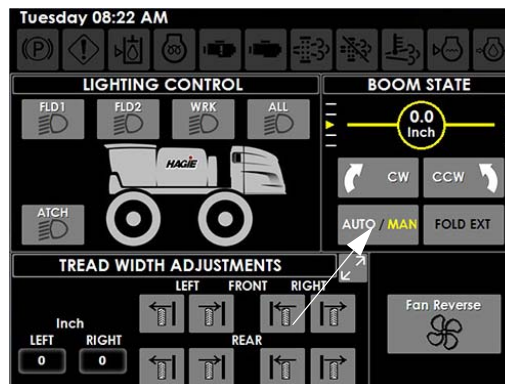 Tuesday 08:22 AM
LIGHTING CONTROL
FLD1 FLD2 WRK ALL
HAGIE
ATCH
BOOM STATE
0.0
Inch
CW CCW
AUTO / MAN FOLD EXT
TREAD WIDTH ADJUSTMENTS
LEFT FRONT RIGHT
Inch
LEFT RIGHT
0 0
REAR
Fan Reverse